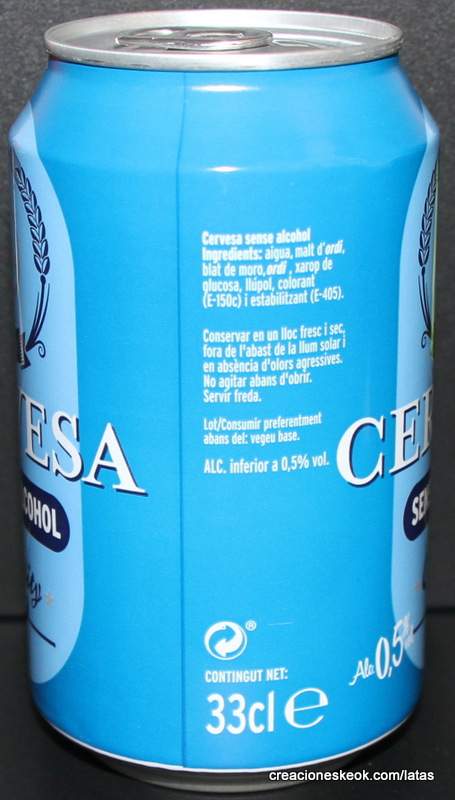 Cervesa sense alcohol
Ingredients: aigua, malt d'ordi,
blat de moro, ordi , xarop de
glucosa, llúpol, colorant
(E-150c) i estabilitzant (E-405).
Conservar en un lloc fresc i sec,
fora de l'abast de la llum solar i
en absència d'olors agressives.
No agitar abans d'obrir.
Servir freda.
Lot/Consumir preferentment
abans del: vegeu base.
ALC. inferior a 0,5% vol.
VESA
COHOL
CER
SEN
®
CONTINGUT NET:
33cl e
Alc. 0,5%
creacioneskeok.com/latas